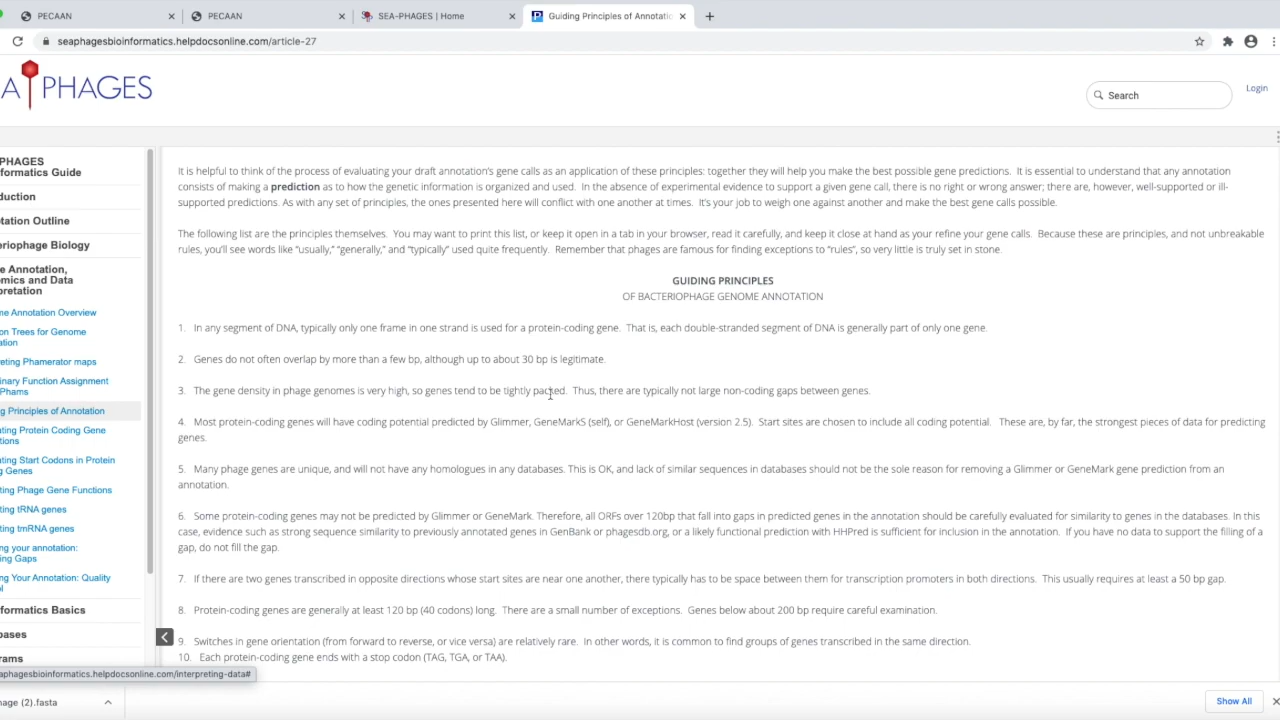 PECAAN
PECAAN
SEA-PHAGES | Home
Guiding Principles of Annotatio
seaphagesbioinformatics.helpdocsonline.com/article-27
A PHAGES
Search
Login
PHAGES
formatics Guide
duction
tation Outline
eriophage Biology
e Annotation,
omics and Data
pretation
me Annotation Overview
on Trees for Genome
ation
reting Phamerator maps
inary Function Assignment
Phams
g Principles of Annotation
ating Protein Coding Gene
tions
ating Start Codons in Protein
g Genes
ting Phage Gene Functions
ting tRNA genes
ting tmRNA genes
ng your annotation:
ng Gaps
ng Your Annotation: Quality
ol
formatics Basics
bases
rams
It is helpful to think of the process of evaluating your draft annotation's gene calls as an application of these principles: together they will help you make the best possible gene predictions. It is essential to understand that any annotation
consists of making a prediction as to how the genetic information is organized and used. In the absence of experimental evidence to support a given gene call, there is no right or wrong answer; there are, however, well-supported or ill-
supported predictions. As with any set of principles, the ones presented here will conflict with one another at times. It's your job to weigh one against another and make the best gene calls possible.
The following list are the principles themselves. You may want to print this list, or keep it open in a tab in your browser, read it carefully, and keep it close at hand as your refine your gene calls. Because these are principles, and not unbreakable
rules, you'll see words like "usually," "generally," and "typically" used quite frequently. Remember that phages are famous for finding exceptions to "rules", so very little is truly set in stone.
GUIDING PRINCIPLES
OF BACTERIOPHAGE GENOME ANNOTATION
1. In any segment of DNA, typically only one frame in one strand is used for a protein-coding gene. That is, each double-stranded segment of DNA is generally part of only one gene.
2. Genes do not often overlap by more than a few bp, although up to about 30 bp is legitimate.
3. The gene density in phage genomes is very high, so genes tend to be tightly packed. Thus, there are typically not large non-coding gaps between genes.
4. Most protein-coding genes will have coding potential predicted by Glimmer, GeneMarkS (self), or GeneMarkHost (version 2.5). Start sites are chosen to include all coding potential. These are, by far, the strongest pieces of data for predicting
genes.
5. Many phage genes are unique, and will not have any homologues in any databases. This is OK, and lack of similar sequences in databases should not be the sole reason for removing a Glimmer or GeneMark gene prediction from an
annotation.
6. Some protein-coding genes may not be predicted by Glimmer or GeneMark. Therefore, all ORFs over 120bp that fall into gaps in predicted genes in the annotation should be carefully evaluated for similarity to genes in the databases. In this
case, evidence such as strong sequence similarity to previously annotated genes in GenBank or phagesdb.org, or a likely functional prediction with HHPred is sufficient for inclusion in the annotation. If you have no data to support the filling of a
gap, do not fill the gap.
7. If there are two genes transcribed in opposite directions whose start sites are near one another, there typically has to be space between them for transcription promoters in both directions. This usually requires at least a 50 bp gap.
8. Protein-coding genes are generally at least 120 bp (40 codons) long. There are a small number of exceptions. Genes below about 200 bp require careful examination.
9. Switches in gene orientation (from forward to reverse, or vice versa) are relatively rare. In other words, it is common to find groups of genes transcribed in the same direction.
10. Each protein-coding gene ends with a stop codon (TAG, TGA, or TAA).
aphagesbioinformatics.helpdocsonline.com/interpreting-data#
hage (2).fasta
Show All